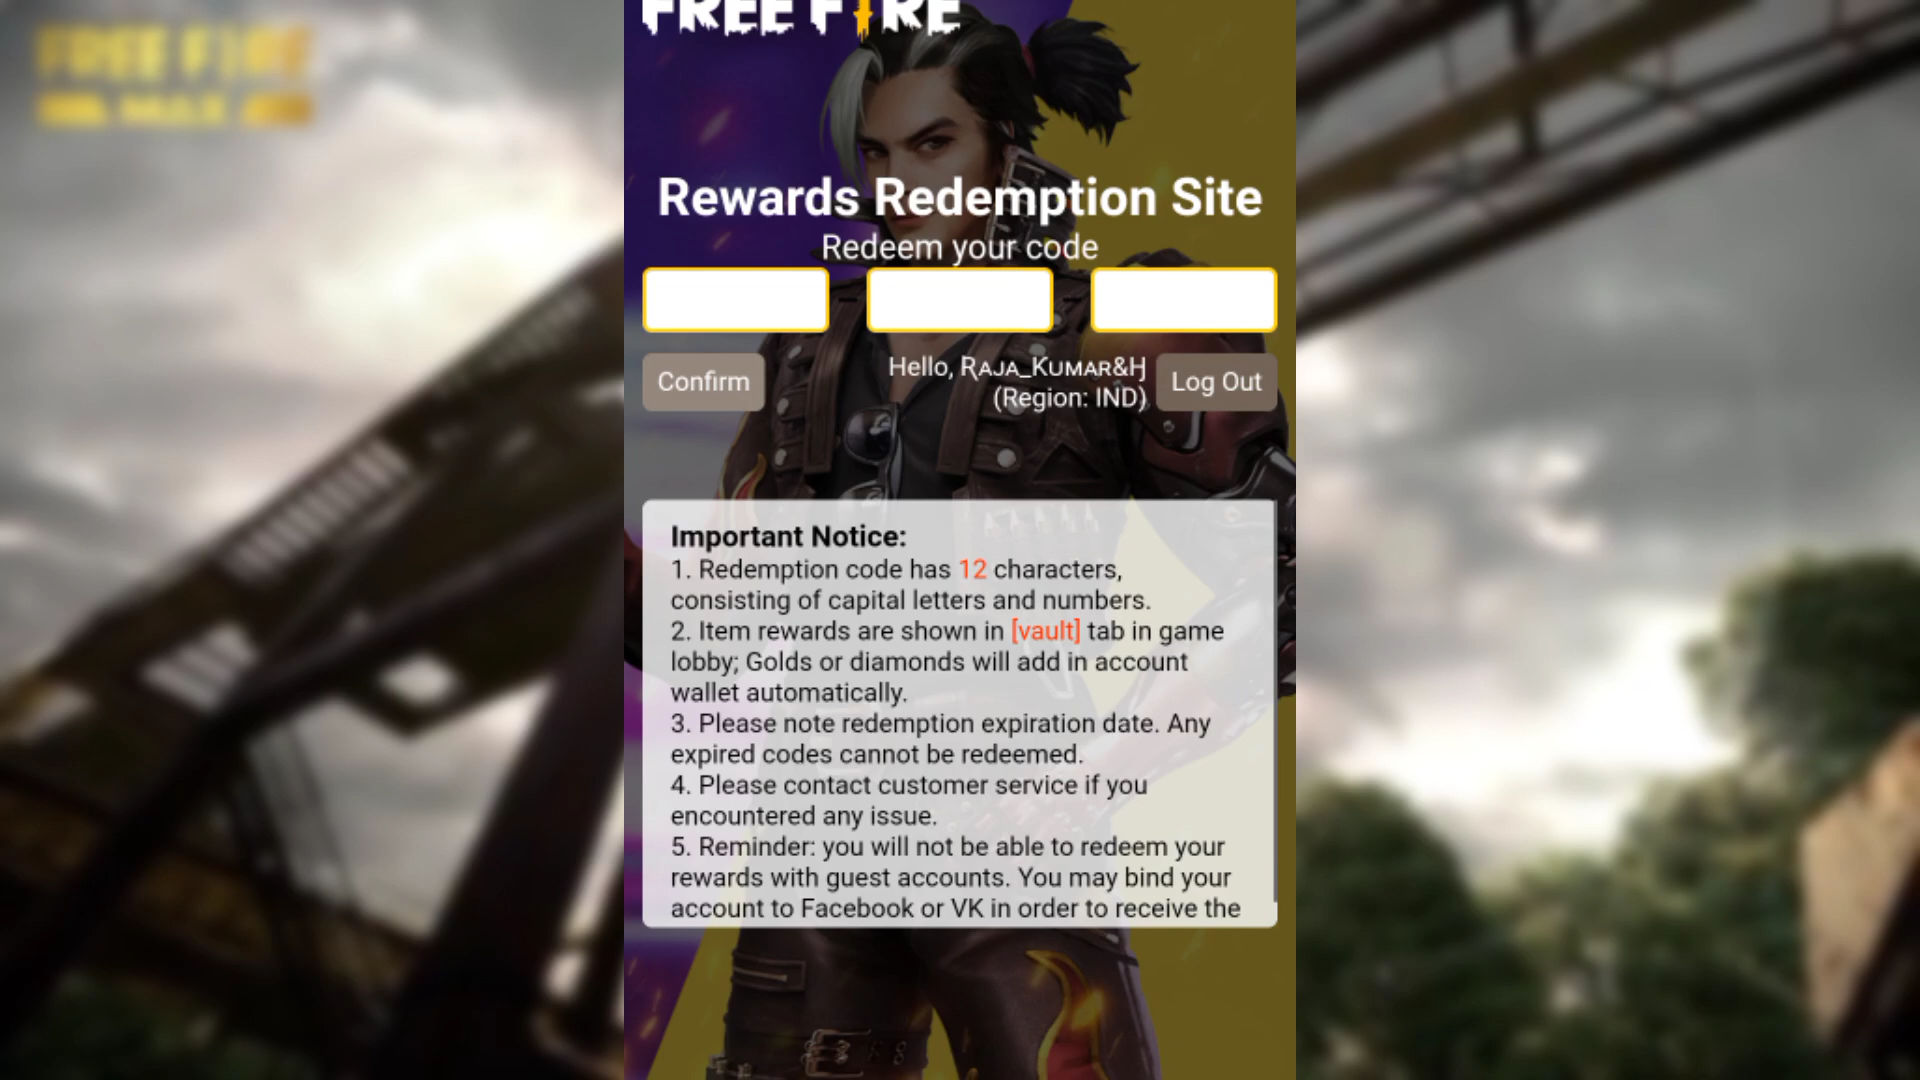 FREE FIRE
MAX
FREE FIRE
Rewards Redemption Site
Redeem your code
- -
Confirm
Hello, Rᴀᴊᴀ_Kᴜᴍᴀʀ&Ⱨ
(Region: IND)
Log Out
Important Notice:
1. Redemption code has 12 characters,
consisting of capital letters and numbers.
2. Item rewards are shown in [vault] tab in game
lobby; Golds or diamonds will add in account
wallet automatically.
3. Please note redemption expiration date. Any
expired codes cannot be redeemed.
4. Please contact customer service if you
encountered any issue.
5. Reminder: you will not be able to redeem your
rewards with guest accounts. You may bind your
account to Facebook or VK in order to receive the